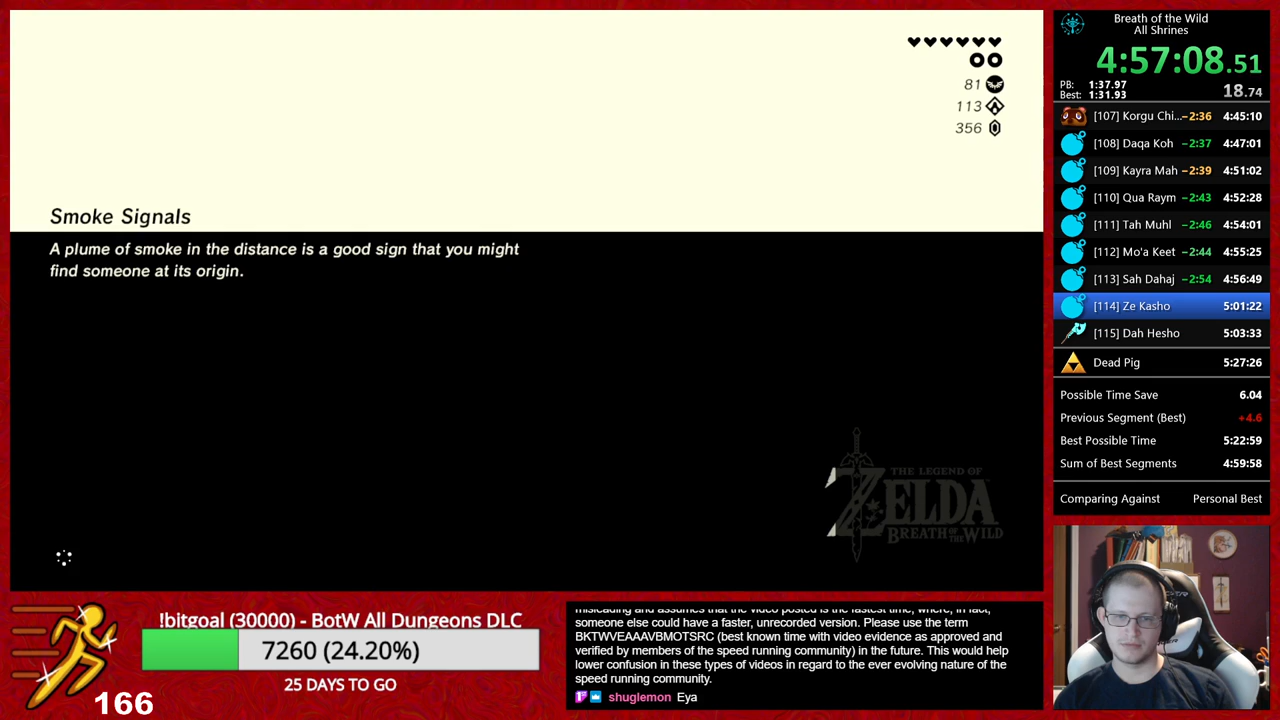 81
113
356
Smoke Signals
A plume of smoke in the distance is a good sign that you might
find someone at its origin.
THE LEGEND OF
ZELDA
BREATH OF THE WILD
Breath of the Wild
All Shrines
4:57:08.51
PB: 1:37.97
Best: 1:31.93
18.74
[107] Korgu Chi... -2:36 4:45:10
[108] Daqa Koh -2:37 4:47:01
[109] Kayra Mah -2:39 4:51:02
[110] Qua Raym -2:43 4:52:28
[111] Tah Muhl -2:46 4:54:01
[112] Mo'a Keet -2:44 4:55:25
[113] Sah Dahaj -2:54 4:56:49
[114] Ze Kasho 5:01:22
[115] Dah Hesho 5:03:33
Dead Pig 5:27:26
Possible Time Save 6.04
Previous Segment (Best) +4.6
Best Possible Time 5:22:59
Sum of Best Segments 4:59:58
Comparing Against Personal Best
166
!bitgoal (30000) - BotW All Dungeons DLC
7260 (24.20%)
25 DAYS TO GO
misleading and assumes that the video posted is the fastest time, where, in fact,
someone else could have a faster, unrecorded version. Please use the term
BKTWVEAAAVBMOTSRC (best known time with video evidence as approved and
verified by members of the speed running community) in the future. This would help
lower confusion in these types of videos in regard to the ever evolving nature of the
speed running community.
shuglemon Eya